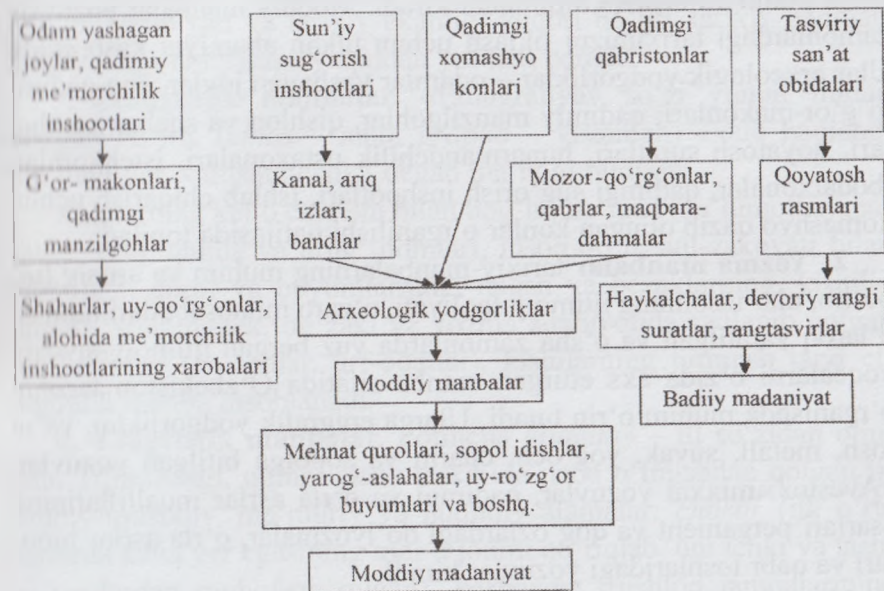 Odam yashagan
joylar, qadimiy
me’morchilik
inshootlari
Sun’iy
sug‘orish
inshootlari
Qadimgi
xomashyo
konlari
Qadimgi
qabristonlar
Tasviriy
san’at
obidalari
G‘or- makonlari,
qadimgi
manzilgohlar
Kanal, ariq
izlari,
bandlar
Mozor-qo‘rg‘onlar,
qabrlar, maqbara-
dahmalar
Qoyatosh
rasmlari
Shaharlar, uy-qo‘rg‘onlar,
alohida me’motchilik
inshootlarining xarobalari
Arxeologik yodgorliklar
Haykalchalar, devoriy rangli
suratlar, rangtasvirlar
Moddiy manbalar
Badiiy madaniyat
Mehnat qurollari, sopol idishlar,
yarog‘-aslahalar, uy-ro‘zg‘or
buyumlari va boshq.
Moddiy madaniyat